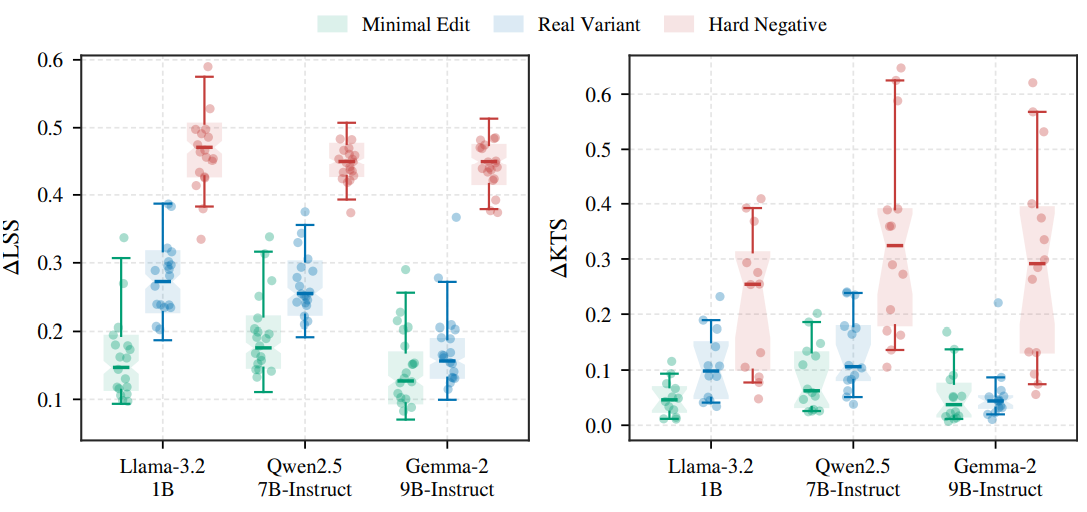 Minimal Edit Real Variant Hard Negative
ΔLSS
0.6
0.5
0.4
0.3
0.2
0.1
Llama-3.2 Qwen2.5 Gemma-2
1B 7B-Instruct 9B-Instruct
ΔKTS
0.6
0.5
0.4
0.3
0.2
0.1
0.0
Llama-3.2 Qwen2.5 Gemma-2
1B 7B-Instruct 9B-Instruct